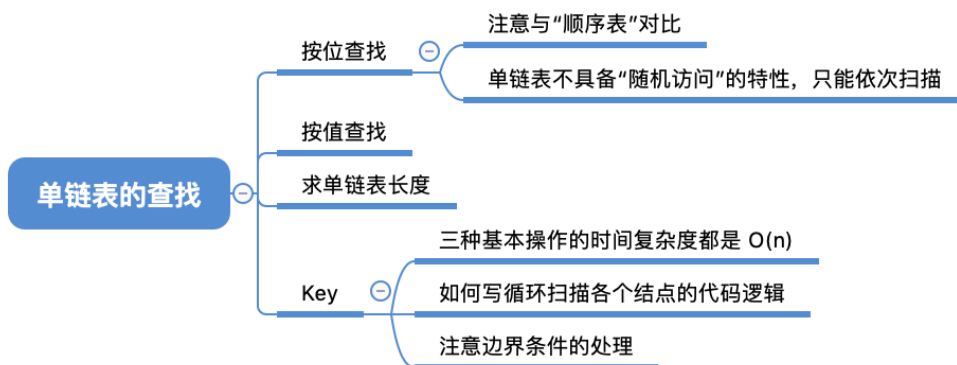 单链表的查找
按位查找
注意与“顺序表”对比
单链表不具备“随机访问”的特性，只能依次扫描
按值查找
求单链表长度
Key
三种基本操作的时间复杂度都是 O(n)
如何写循环扫描各个结点的代码逻辑
注意边界条件的处理